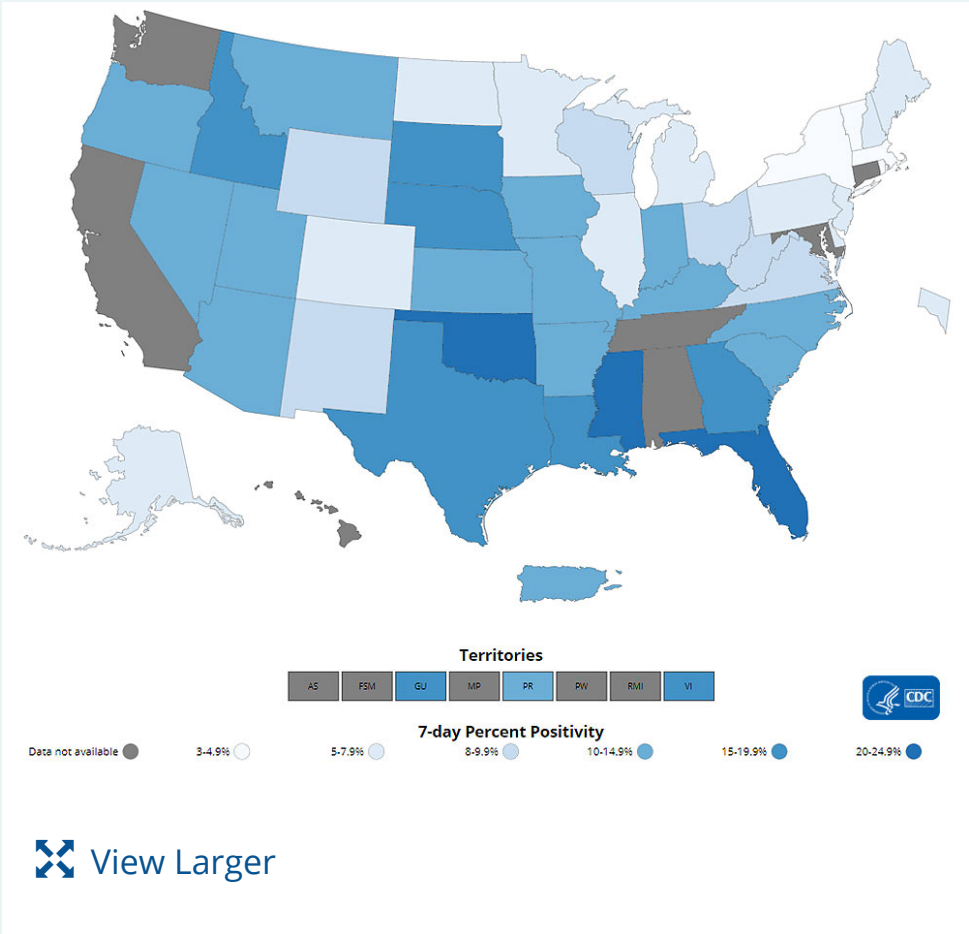 Territories
AS FSM GU MP PR PW RMI VI
CDC
7-day Percent Positivity
Data not available 3-4.9% 5-7.9% 8-9.9% 10-14.9% 15-19.9% 20-24.9%
View Larger